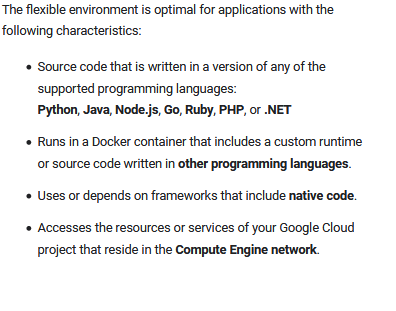 The flexible environment is optimal for applications with the
following characteristics:
• Source code that is written in a version of any of the
supported programming languages:
Python, Java, Node.js, Go, Ruby, PHP, or .NET
• Runs in a Docker container that includes a custom runtime
or source code written in other programming languages.
• Uses or depends on frameworks that include native code.
• Accesses the resources or services of your Google Cloud
project that reside in the Compute Engine network.